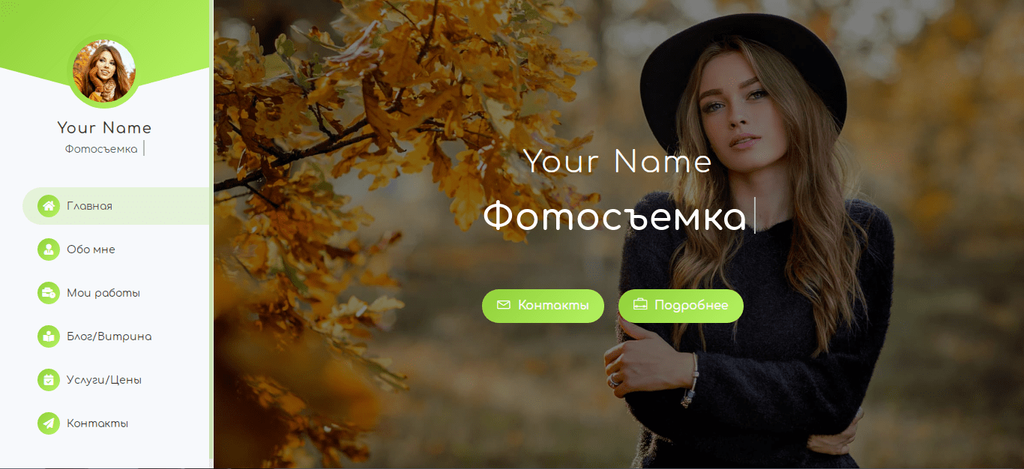 Your Name
Фотосъемка
Главная
Обо мне
Мои работы
Блог/Витрина
Услуги/Цены
Контакты
Your Name
Фотосъемка
Контакты Подробнее